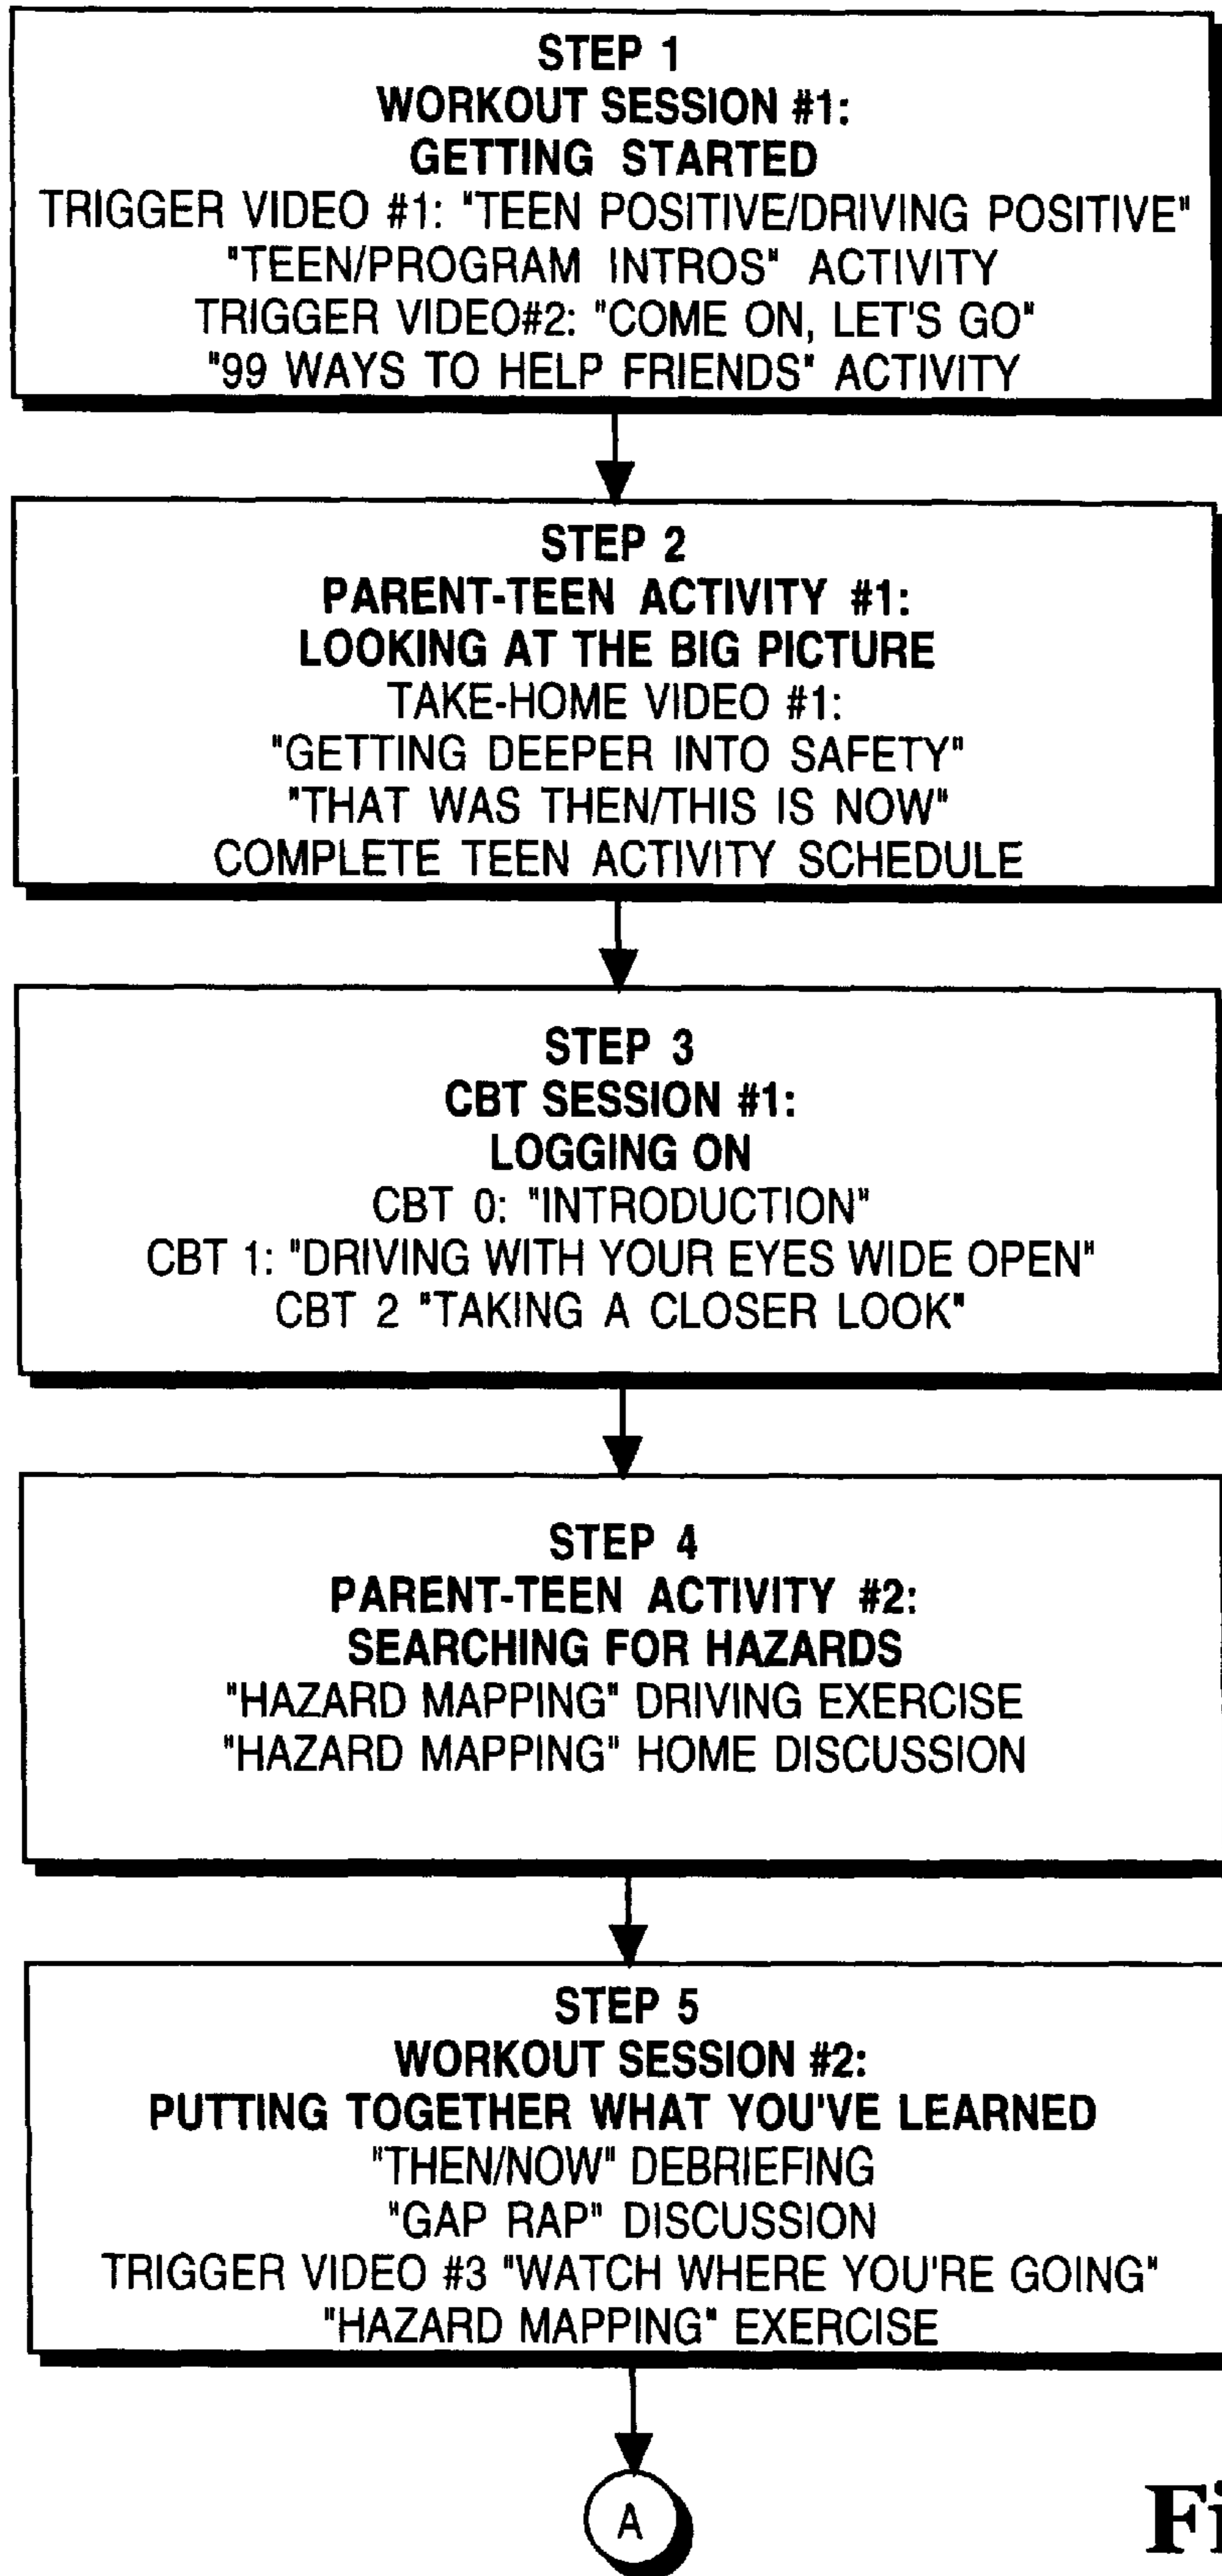 STEP 1
WORKOUT SESSION #1:
GETTING STARTED
TRIGGER VIDEO #1: "TEEN POSITIVE/DRIVING POSITIVE"
"TEEN/PROGRAM INTROS" ACTIVITY
TRIGGER VIDEO#2: "COME ON, LET'S GO"
"99 WAYS TO HELP FRIENDS" ACTIVITY
STEP 2
PARENT-TEEN ACTIVITY #1:
LOOKING AT THE BIG PICTURE
TAKE-HOME VIDEO #1:
"GETTING DEEPER INTO SAFETY"
"THAT WAS THEN/THIS IS NOW"
COMPLETE TEEN ACTIVITY SCHEDULE
STEP 3
CBT SESSION #1:
LOGGING ON
CBT 0: "INTRODUCTION"
CBT 1: "DRIVING WITH YOUR EYES WIDE OPEN"
CBT 2 "TAKING A CLOSER LOOK"
STEP 4
PARENT-TEEN ACTIVITY #2:
SEARCHING FOR HAZARDS
"HAZARD MAPPING" DRIVING EXERCISE
"HAZARD MAPPING" HOME DISCUSSION
STEP 5
WORKOUT SESSION #2:
PUTTING TOGETHER WHAT YOU'VE LEARNED
"THEN/NOW" DEBRIEFING
"GAP RAP" DISCUSSION
TRIGGER VIDEO #3 "WATCH WHERE YOU'RE GOING"
"HAZARD MAPPING" EXERCISE
A
Fi